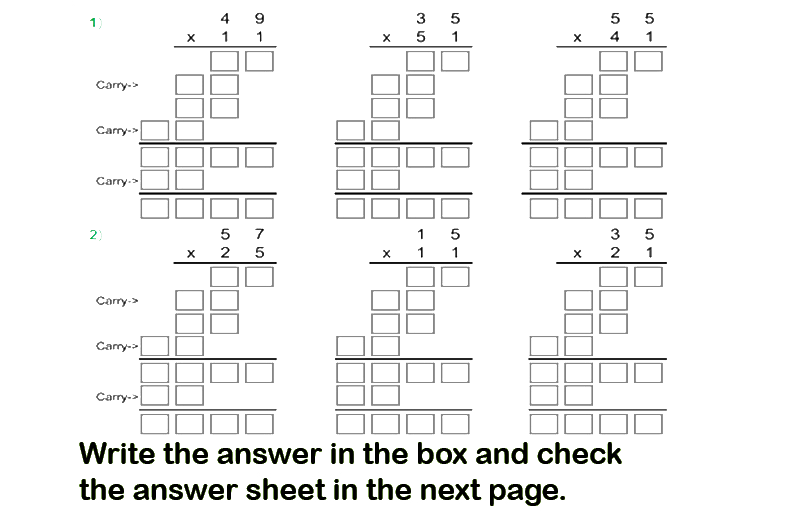 1) 4 9 3 5 5 5
x 1 1 x 5 1 x 4 1
Carry->
Carry->
Carry->
2) 5 7 1 5 3 5
x 2 5 x 1 1 x 2 1
Carry->
Carry->
Carry->
Write the answer in the box and check
the answer sheet in the next page.